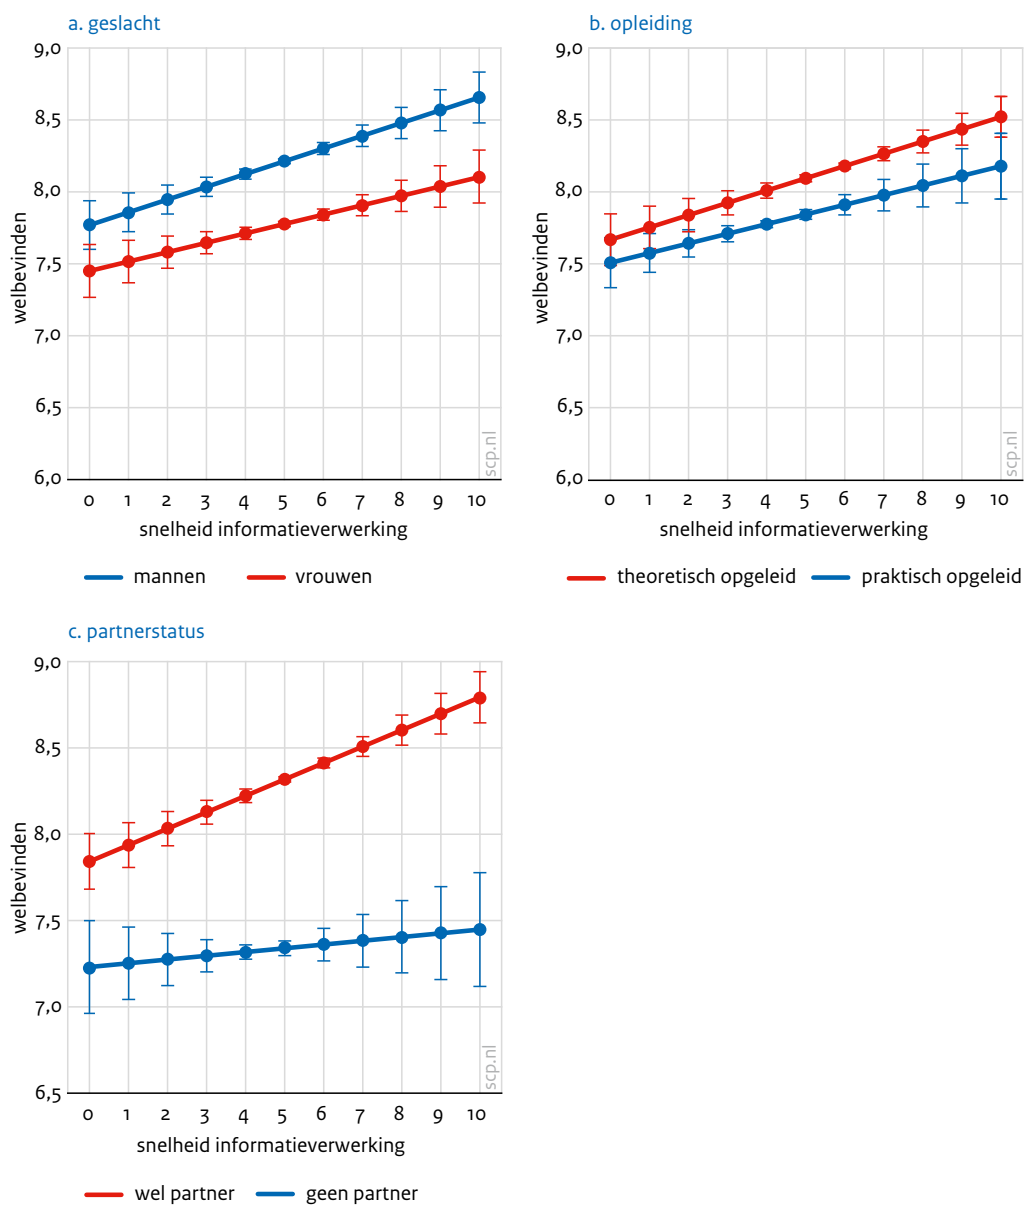 a. geslacht
9,0
8,5
8,0
7,5
7,0
6,5
6,0
welbevinden
0 1 2 3 4 5 6 7 8 9 10
snelheid informatieverwerking
scp.nl
mannen vrouwen
b. opleiding
9,0
8,5
8,0
7,5
7,0
6,5
6,0
welbevinden
0 1 2 3 4 5 6 7 8 9 10
snelheid informatieverwerking
scp.nl
theoretisch opgeleid praktisch opgeleid
c. partnerstatus
9,0
8,5
8,0
7,5
7,0
6,5
welbevinden
0 1 2 3 4 5 6 7 8 9 10
snelheid informatieverwerking
scp.nl
wel partner geen partner